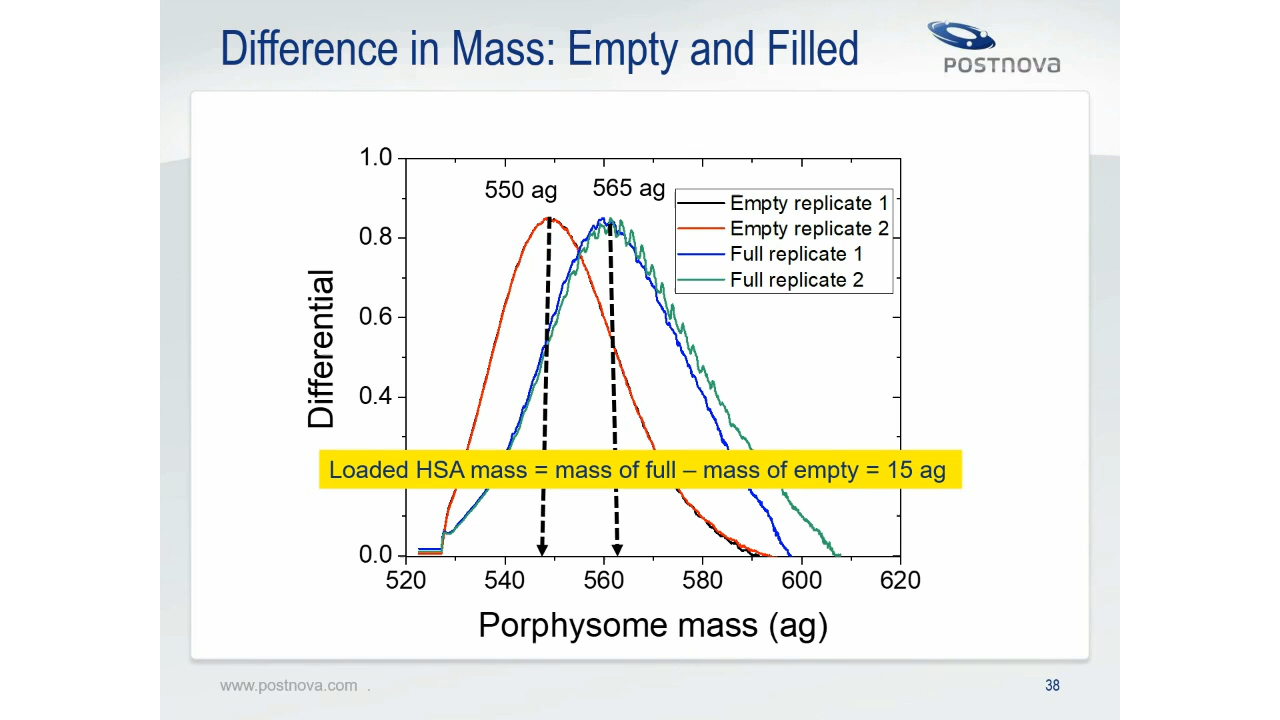 Difference in Mass: Empty and Filled
POSTNOVA
1.0
0.8
0.6
0.4
0.0
Differential
550 ag
565 ag
Empty replicate 1
Empty replicate 2
Full replicate 1
Full replicate 2
Loaded HSA mass = mass of full – mass of empty = 15 ag
520 540 560 580 600 620
Porphysome mass (ag)
www.postnova.com .
38